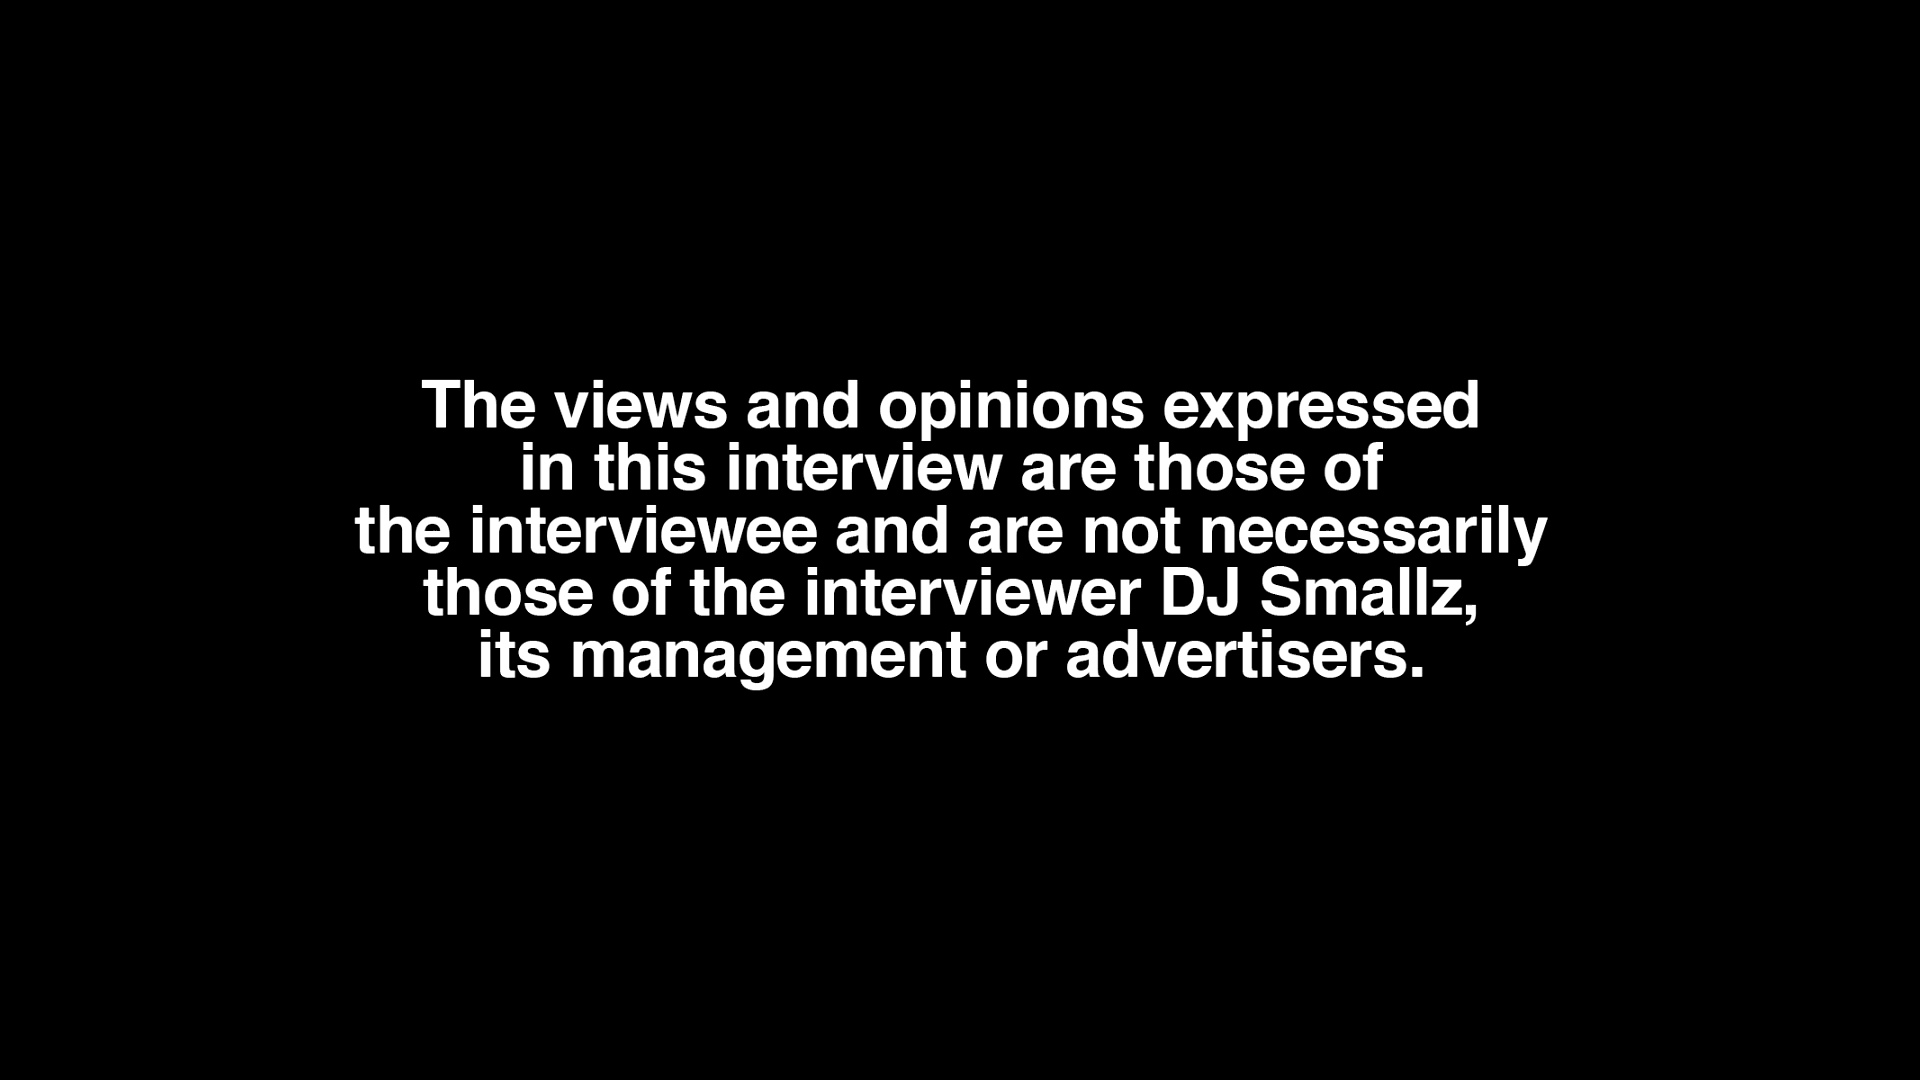 The views and opinions expressed
in this interview are those of
the interviewee and are not necessarily
those of the interviewer DJ Smallz,
its management or advertisers.